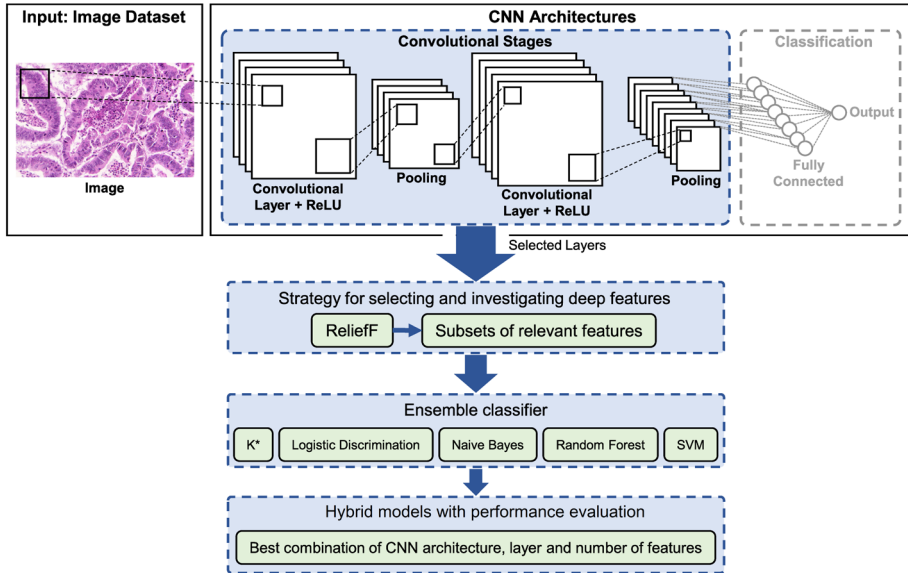 Input: Image Dataset
Image
CNN Architectures
Convolutional Stages
Convolutional
Layer + ReLU
Pooling
Convolutional
Layer + ReLU
Pooling
Classification
Output
Fully
Connected
Selected Layers
Strategy for selecting and investigating deep features
ReliefF
Subsets of relevant features
Ensemble classifier
K*
Logistic Discrimination
Naive Bayes
Random Forest
SVM
Hybrid models with performance evaluation
Best combination of CNN architecture, layer and number of features